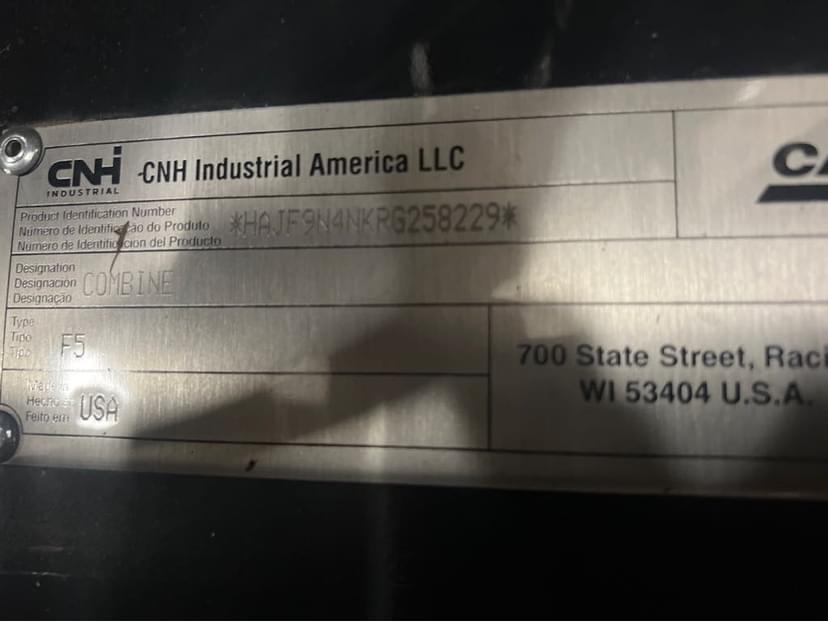 CNH
INDUSTRIAL
CNH Industrial America LLC
CA
Product Identification Number
Número de Identificação do Produto
Número de Identificación del Producto
*HAJF9N4NKRG258229*
Designation
Designación
Designação
COMBINE
Type
Tipo
Tipo
F5
Made in
Hecho en
Feito em
USA
700 State Street, Raci
WI 53404 U.S.A.